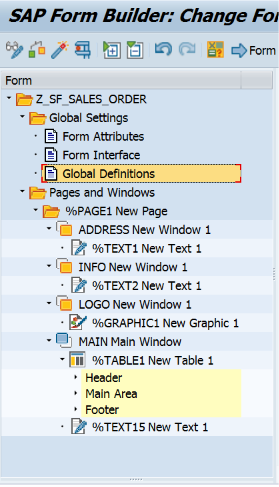 SAP Form Builder: Change Fo
Form
Form
Z_SF_SALES_ORDER
Global Settings
Form Attributes
Form Interface
Global Definitions
Pages and Windows
%PAGE1 New Page
ADDRESS New Window 1
%TEXT1 New Text 1
INFO New Window 1
%TEXT2 New Text 1
LOGO New Window 1
%GRAPHIC1 New Graphic 1
MAIN Main Window
%TABLE1 New Table 1
Header
Main Area
Footer
%TEXT15 New Text 1